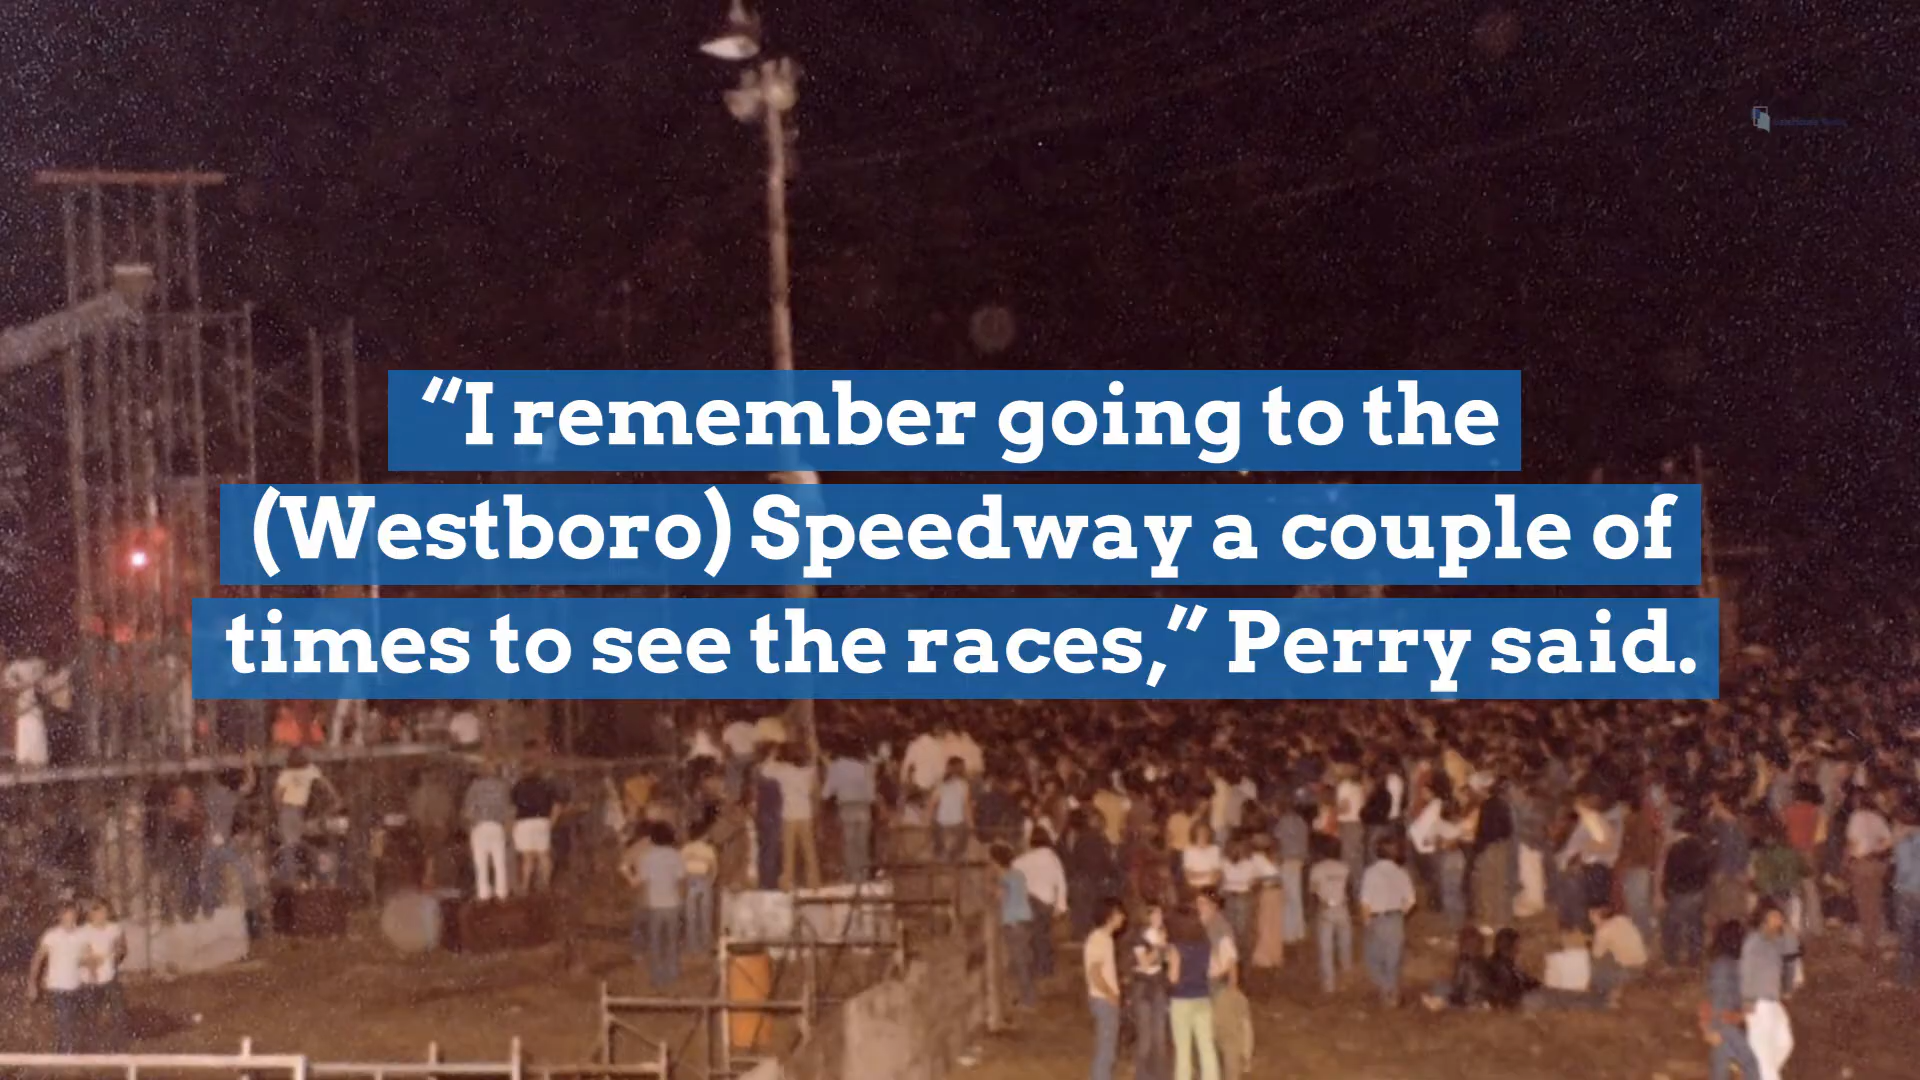 “I remember going to the
(Westboro) Speedway a couple of
times to see the races,” Perry said.